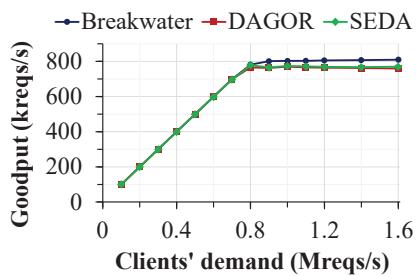 Breakwater DAGOR SEDA
800
600
400
200
0
Goodput (kreqs/s)
0 0.4 0.8 1.2 1.6
Clients' demand (Mreqs/s)